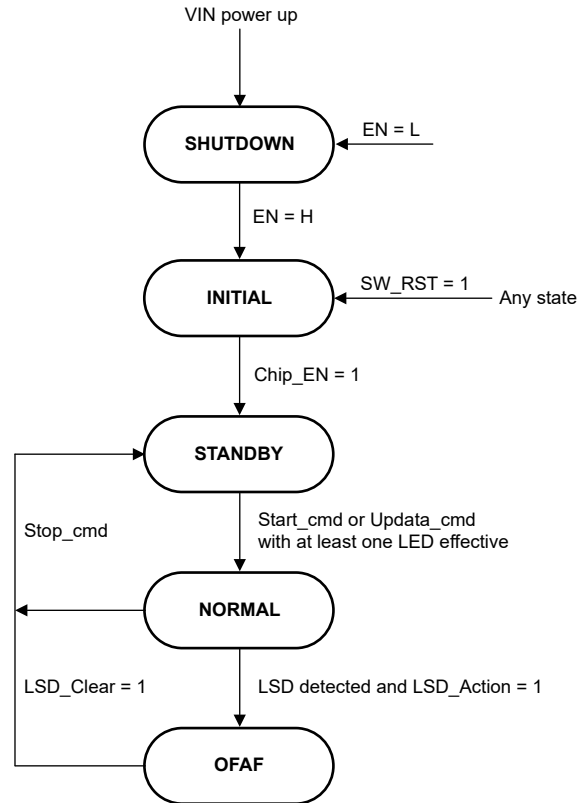 VIN power up
SHUTDOWN
EN = L
EN = H
INITIAL
SW_RST = 1
Any state
Chip_EN = 1
STANDBY
Stop_cmd
Start_cmd or Updata_cmd
with at least one LED effective
NORMAL
LSD_Clear = 1
LSD detected and LSD_Action = 1
OFAF